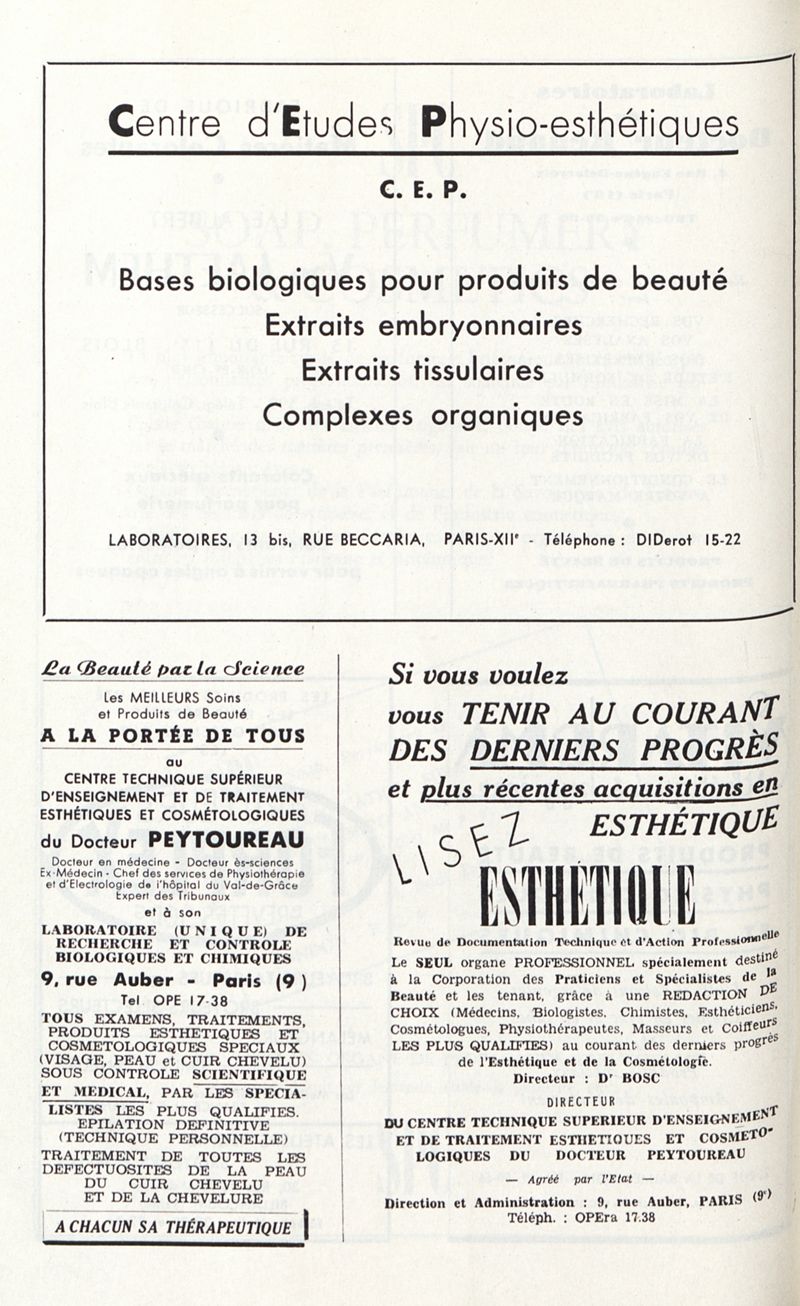 Centre d'Etudes Physio-esthétiques
C. E. P.
Bases biologiques pour produits de beauté
Extraits embryonnaires
Extraits tissulaires
Complexes organiques
LABORATOIRES, 13 bis, RUE BECCARIA, PARIS-XIIe - Téléphone : DIDerot 15-22
La Beauté par la Science
Les MEILLEURS Soins
et Produits de Beauté
A LA PORTÉE DE TOUS
au
CENTRE TECHNIQUE SUPÉRIEUR
D'ENSEIGNEMENT ET DE TRAITEMENT
ESTHÉTIQUES ET COSMÉTOLOGIQUES
du Docteur PEYTOUREAU
Docteur en médecine - Docteur ès-sciences
Ex-Médecin - Chef des services de Physiothérapie
et d'Electrologie de l'hôpital du Val-de-Grâce
Expert des Tribunaux
et à son
LABORATOIRE (UNIQUE) DE
RECHERCHE ET CONTROLE
BIOLOGIQUES ET CHIMIQUES
9, rue Auber - Paris (9 )
Tel OPE 17-38
TOUS EXAMENS, TRAITEMENTS,
PRODUITS ESTHETIQUES ET
COSMETOLOGIQUES SPECIAUX
(VISAGE, PEAU et CUIR CHEVELU)
SOUS CONTROLE SCIENTIFIQUE
ET MEDICAL, PAR LES SPECIA-
LISTES LES PLUS QUALIFIES.
EPILATION DEFINITIVE
(TECHNIQUE PERSONNELLE)
TRAITEMENT DE TOUTES LES
DEFECTUOSITES DE LA PEAU
DU CUIR CHEVELU
ET DE LA CHEVELURE
A CHACUN SA THÉRAPEUTIQUE
Si vous voulez
vous TENIR AU COURANT
DES DERNIERS PROGRÈS
et plus récentes acquisitions en
ESTHÉTIQUE
LISEZ
ESTHÉTIQUE
Revue de Documentation Technique et d'Action Professionnelle
Le SEUL organe PROFESSIONNEL spécialement destiné
à la Corporation des Praticiens et Spécialistes de la
Beauté et les tenant, grâce à une REDACTION DE
CHOIX (Médecins, Biologistes, Chimistes, Esthéticiens,
Cosmétologues, Physiothérapeutes, Masseurs et Coiffeurs
LES PLUS QUALIFIES) au courant des derniers progrès
de l'Esthétique et de la Cosmétologie.
Directeur : Dr BOSC
DIRECTEUR
DU CENTRE TECHNIQUE SUPERIEUR D'ENSEIGNEMENT
ET DE TRAITEMENT ESTHETIQUES ET COSMETO-
LOGIQUES DU DOCTEUR PEYTOUREAU
— Agréé par l'Etat —
Direction et Administration : 9, rue Auber, PARIS (9e)
Téléph. : OPEra 17.38